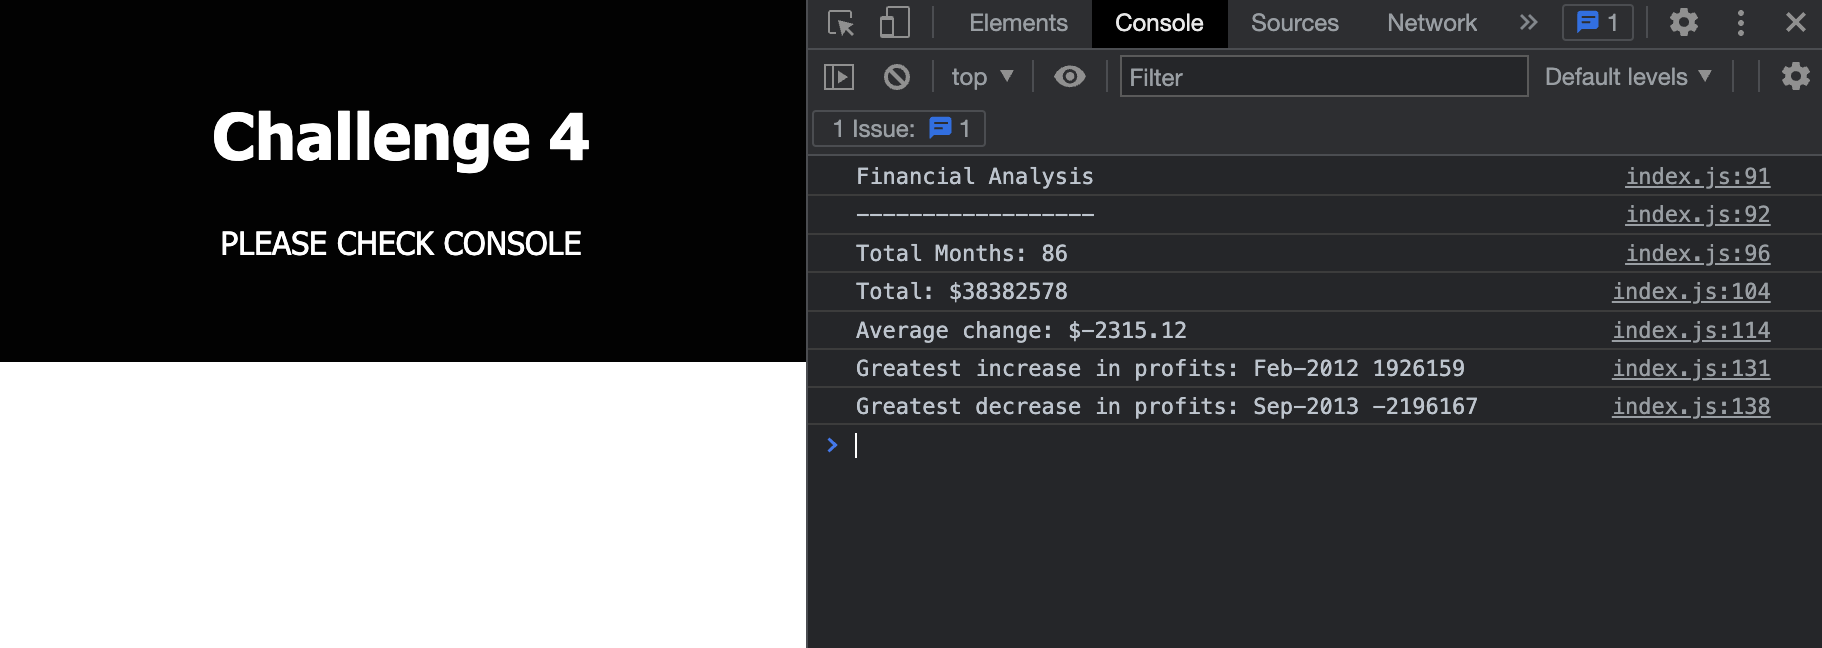 Challenge 4
PLEASE CHECK CONSOLE
Elements Console Sources Network 1
top Filter Default levels
1 Issue: 1
Financial Analysis index.js:91
------------------ index.js:92
Total Months: 86 index.js:96
Total: $38382578 index.js:104
Average change: $-2315.12 index.js:114
Greatest increase in profits: Feb-2012 1926159 index.js:131
Greatest decrease in profits: Sep-2013 -2196167 index.js:138